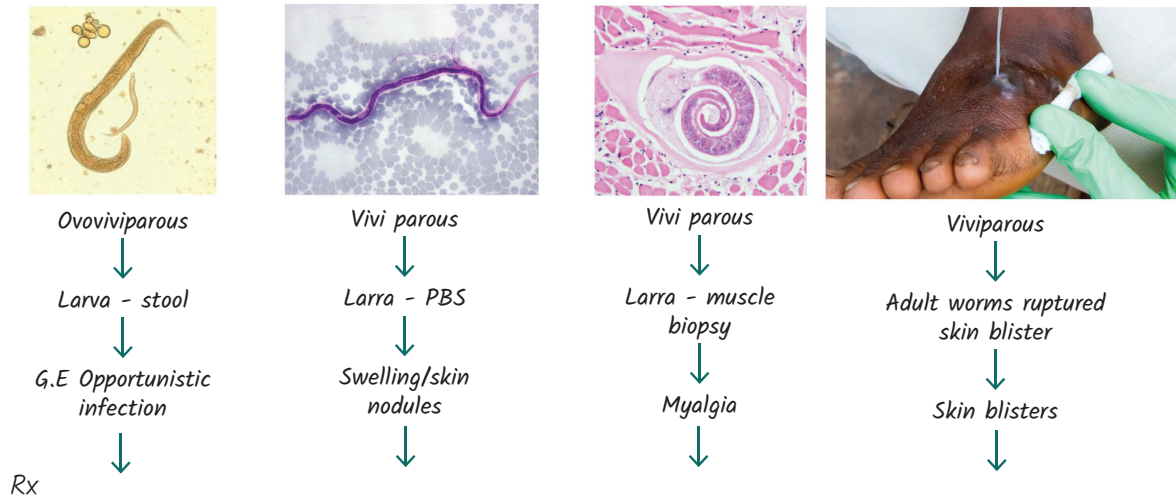 Ovoviviparous
Larva - stool
G.E Opportunistic
infection
Vivi parous
Larra - PBS
Swelling/skin
nodules
Vivi parous
Larra - muscle
biopsy
Myalgia
Viviparous
Adult worms ruptured
skin blister
Skin blisters
Rx